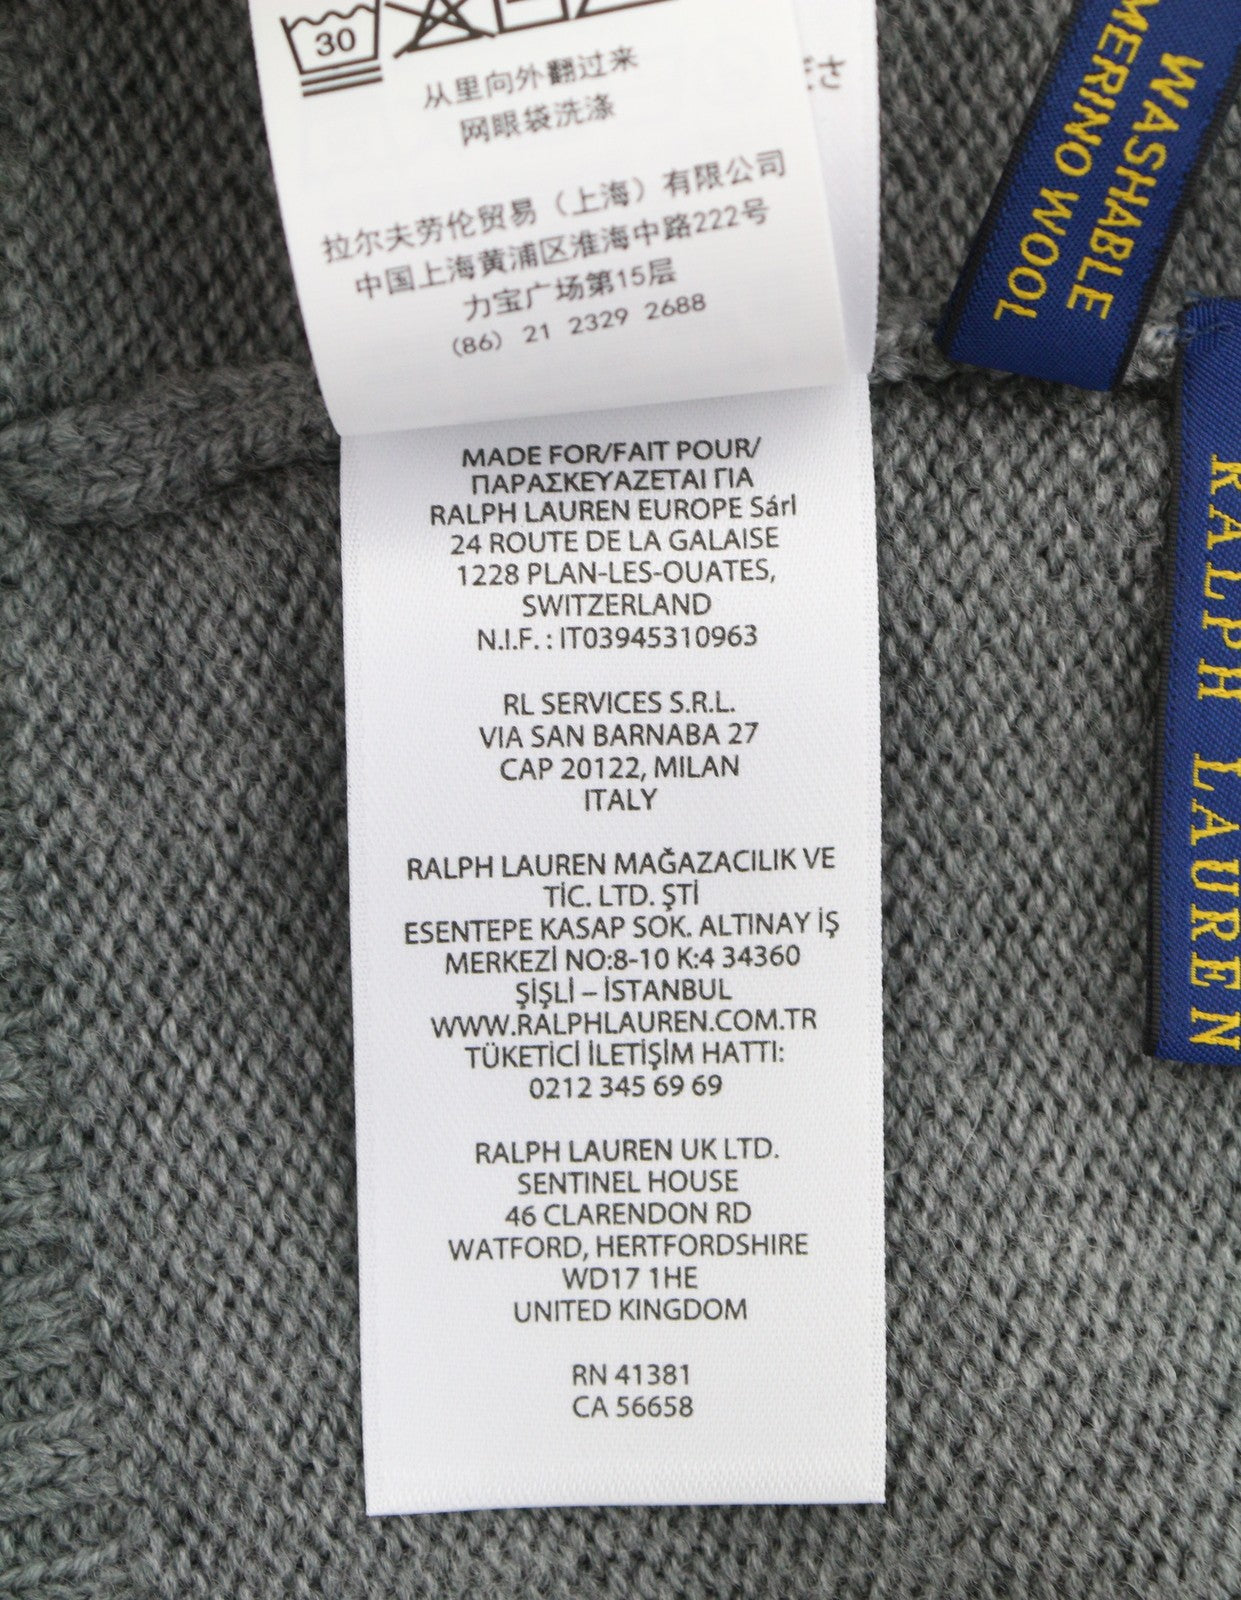 30
从里向外翻过来
网眼袋洗涤
拉尔夫劳伦贸易（上海）有限公司
中国上海黄浦区淮海中路222号
力宝广场第15层
(86) 21 2329 2688
ださ
WASHABLE
MERINO WOOL
RALPH LAUREN
MADE FOR/FAIT POUR/
ΠΑΡΑΣΚΕΥΑΖΕΤΑΙ ΓΙΑ
RALPH LAUREN EUROPE Sárl
24 ROUTE DE LA GALAISE
1228 PLAN-LES-OUATES,
SWITZERLAND
N.I.F. : IT03945310963
RL SERVICES S.R.L.
VIA SAN BARNABA 27
CAP 20122, MILAN
ITALY
RALPH LAUREN MAĞAZACILIK VE
TİC. LTD. ŞTİ
ESENTEPE KASAP SOK. ALTINAY İŞ
MERKEZİ NO:8-10 K:4 34360
ŞİŞLİ – İSTANBUL
WWW.RALPHLAUREN.COM.TR
TÜKETİCİ İLETİŞİM HATTI:
0212 345 69 69
RALPH LAUREN UK LTD.
SENTINEL HOUSE
46 CLARENDON RD
WATFORD, HERTFORDSHIRE
WD17 1HE
UNITED KINGDOM
RN 41381
CA 56658